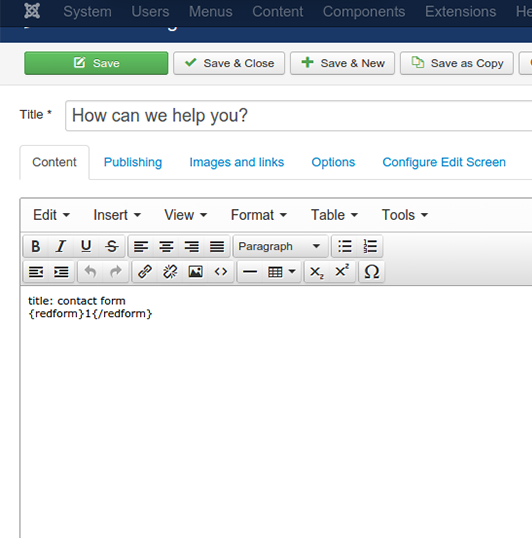 System Users Menus Content Components Extensions He
Save Save & Close Save & New Save as Copy
Title * How can we help you?
Content Publishing Images and links Options Configure Edit Screen
Edit Insert View Format Table Tools
B I U S Paragraph
X₂ X² Ω
title: contact form
{redform}1{/redform}